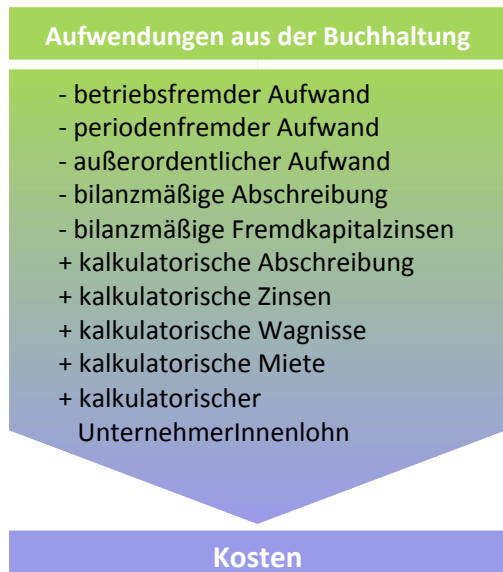 Aufwendungen aus der Buchhaltung
- betriebsfremder Aufwand
- periodenfremder Aufwand
- außerordentlicher Aufwand
- bilanzmäßige Abschreibung
- bilanzmäßige Fremdkapitalzinsen
+ kalkulatorische Abschreibung
+ kalkulatorische Zinsen
+ kalkulatorische Wagnisse
+ kalkulatorische Miete
+ kalkulatorischer
UnternehmerInnenlohn
Kosten